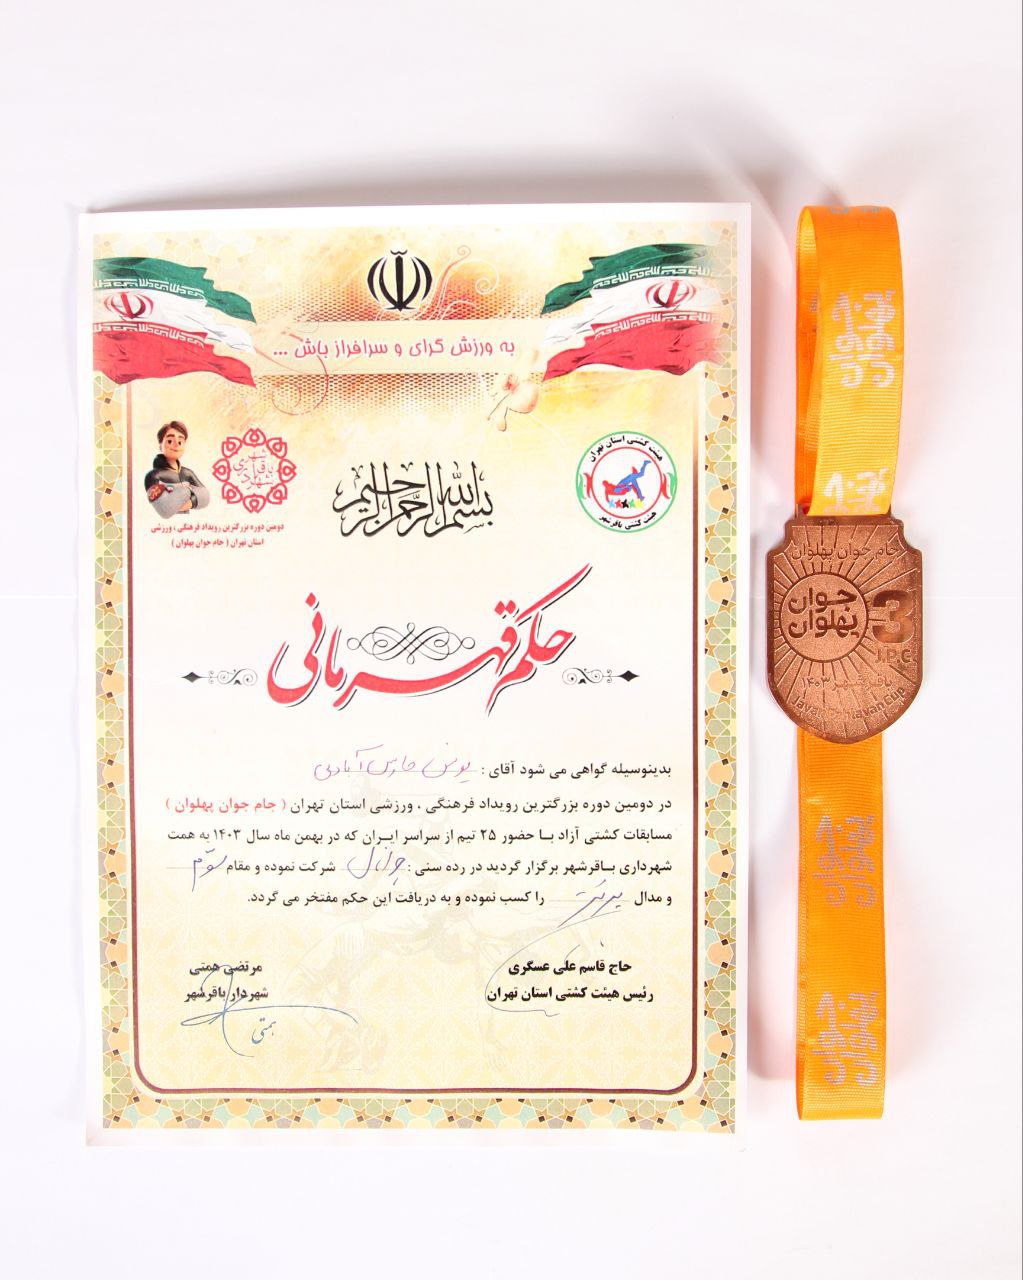 به ورزش گرای و سرافراز باش ...
شهرداری
باقرشهر
دومین دوره بزرگترین رویداد فرهنگی ، ورزشی
استان تهران ( جام جوان پهلوان )
بسم الله الرحمن الرحیم
هیئت کشتی استان تهران
هیئت کشتی باقرشهر
حکم قهرمانی
بدینوسیله گواهی می شود آقای : یونس حارس آبادی
در دومین دوره بزرگترین رویداد فرهنگی ، ورزشی استان تهران ( جام جوان پهلوان )
مسابقات کشتی آزاد با حضور ۲۵ تیم از سراسر ایران که در بهمن ماه سال ۱۴۰۳ به همت
شهرداری باقرشهر برگزار گردید در رده سنی : شرکت نموده و مقام سوم
و مدال برنز را کسب نموده و به دریافت این حکم مفتخر می گردد.
حاج قاسم علی عسگری
رئیس هیئت کشتی استان تهران
مرتضی همتی
شهردار باقرشهر
همتی
جام جوان پهلوان
جوان
پهلوان
3
J.P.C
باقرشهر ۱۴۰۳
Javan Pahlavan Cup